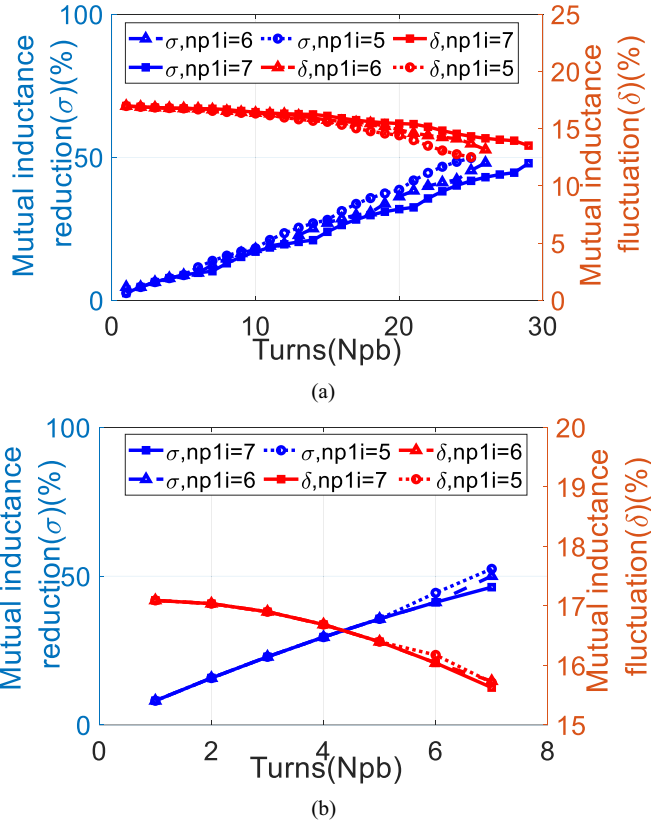 Mutual inductance
reduction(σ)(%)
100
50
0
σ,np1i=6
σ,np1i=5
δ,np1i=7
σ,np1i=7
δ,np1i=6
δ,np1i=5
25
20
15
10
5
0
Mutual inductance
fluctuation(δ)(%)
0
10
20
30
Turns(Npb)
(a)
Mutual inductance
reduction(σ)(%)
100
50
0
σ,np1i=7
σ,np1i=5
δ,np1i=6
σ,np1i=6
δ,np1i=7
δ,np1i=5
20
19
18
17
16
15
Mutual inductance
fluctuation(δ)(%)
0
2
4
6
8
Turns(Npb)
(b)